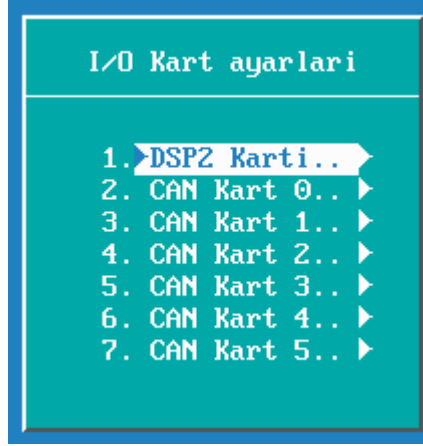 I/O Kart ayarlari
1. DSP2 Karti..
2. CAN Kart 0..
3. CAN Kart 1..
4. CAN Kart 2..
5. CAN Kart 3..
6. CAN Kart 4..
7. CAN Kart 5..